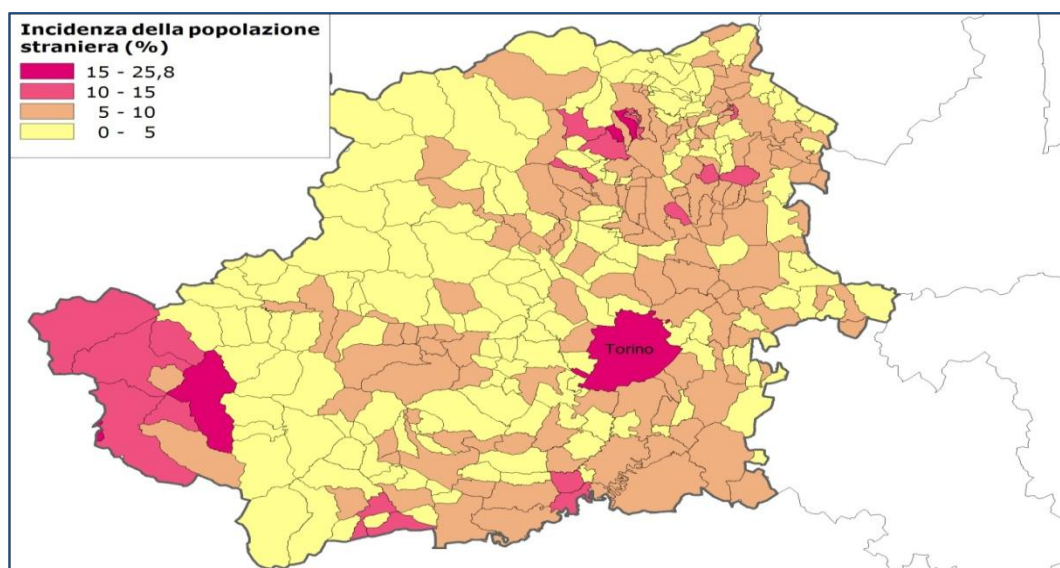 Incidenza della popolazione
straniera (%)
15 - 25,8
10 - 15
5 - 10
0 - 5
Torino